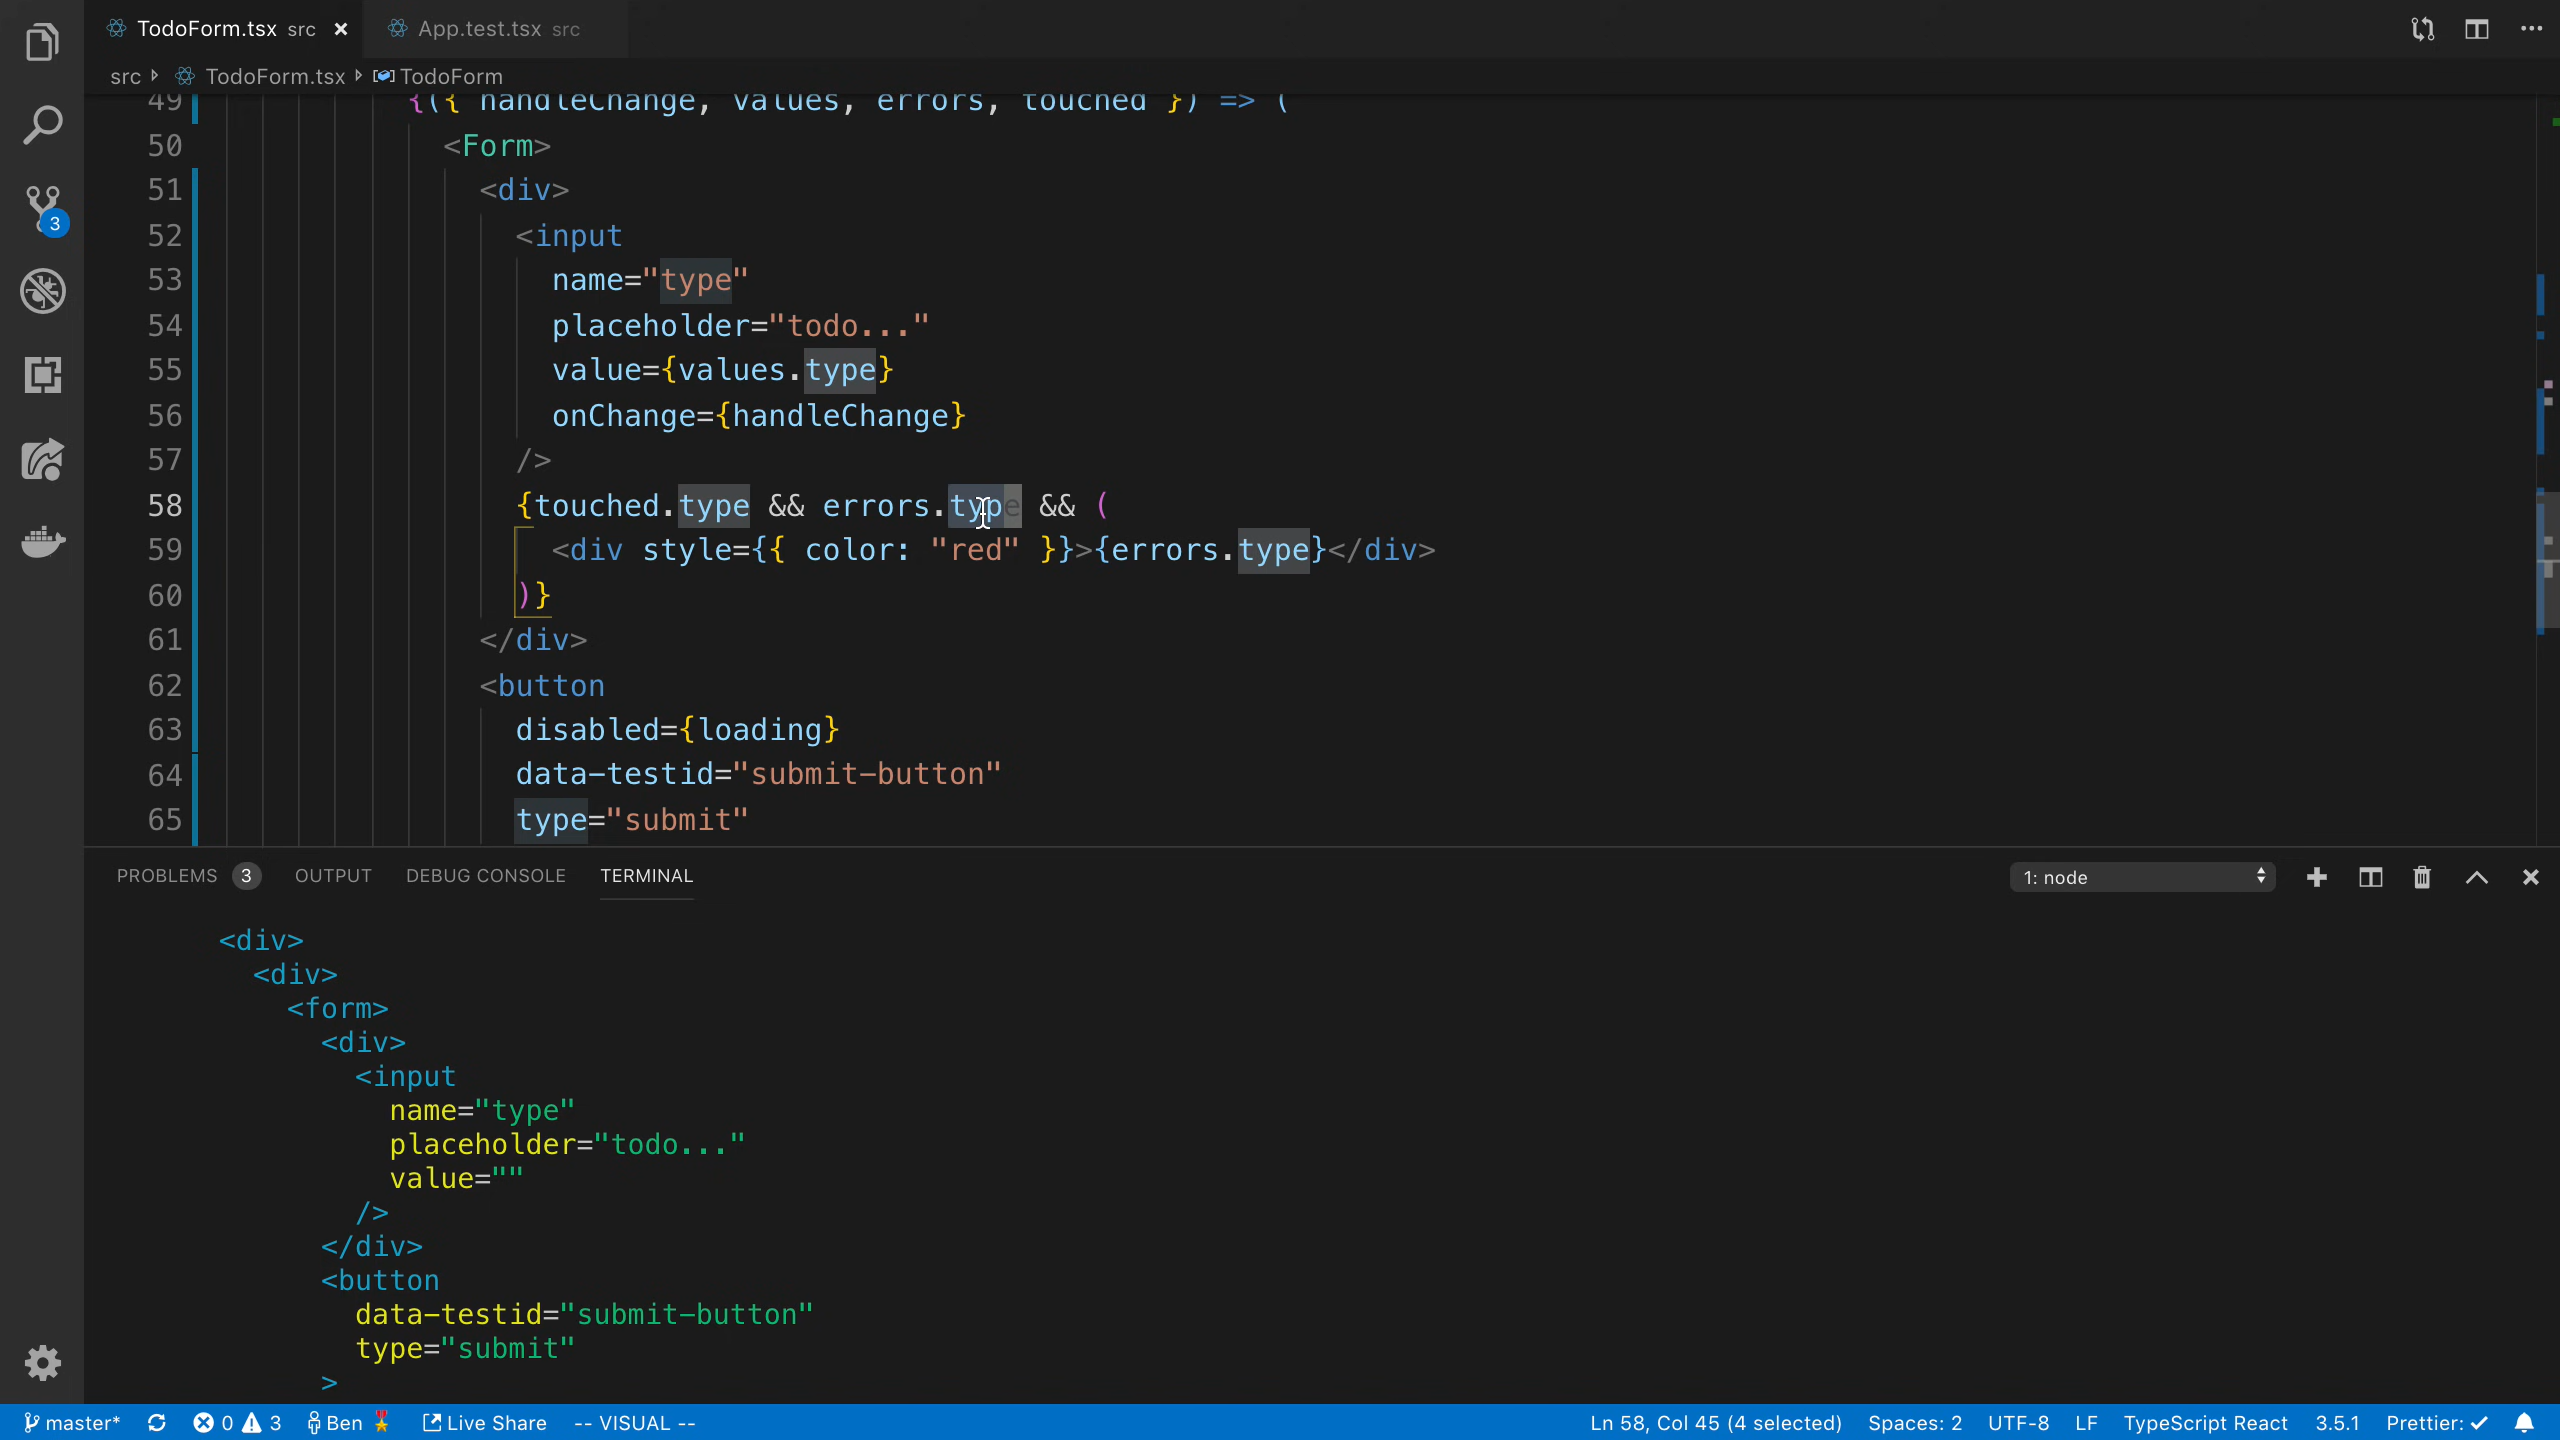 TodoForm.tsx src
App.test.tsx src
src TodoForm.tsx TodoForm
49 {({ handleChange, values, errors, touched }) => (
50 <Form>
51 <div>
52 <input
53 name="type"
54 placeholder="todo..."
55 value={values.type}
56 onChange={handleChange}
57 />
58 {touched.type && errors.type && (
59 <div style={{ color: "red" }}>{errors.type}</div>
60 )}
61 </div>
62 <button
63 disabled={loading}
64 data-testid="submit-button"
65 type="submit"
3
PROBLEMS 3 OUTPUT DEBUG CONSOLE TERMINAL 1: node
<div>
<div>
<form>
<div>
<input
name="type"
placeholder="todo..."
value=""
/>
</div>
<button
data-testid="submit-button"
type="submit"
>
master* 0 3 Ben Live Share -- VISUAL -- Ln 58, Col 45 (4 selected) Spaces: 2 UTF-8 LF TypeScript React 3.5.1 Prettier: ✓